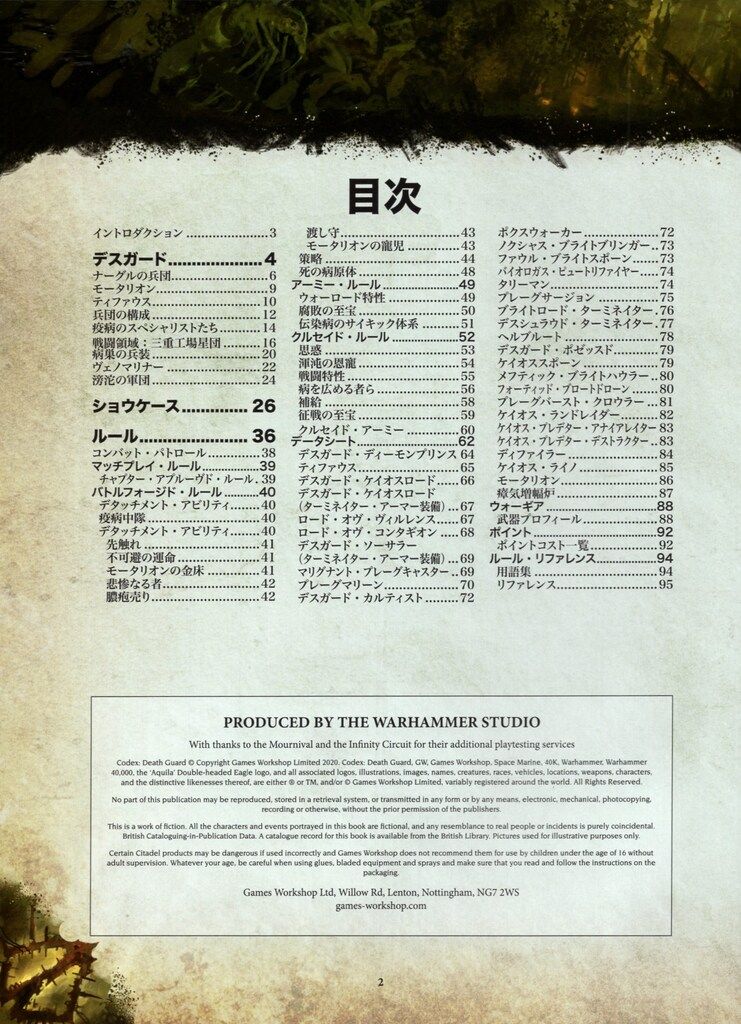 目次
イントロダクション ..................3
デスガード.....................4
ナーグルの兵団......................6
モータリオン..........................9
ティファウス........................10
兵団の構成............................12
疫病のスペシャリストたち........14
戦闘領域：三重工場星団 ..........16
病巣の兵装............................20
ヴェノマリナー......................22
滂沱の軍団............................24
ショウケース.............. 26
ルール....................... 36
コンバット・パトロール..........38
マッチプレイ・ルール................39
チャプター・アプルーヴド・ルール. 39
バトルフォージド・ルール..........40
デタッチメント・アビリティ......40
疫病中隊..............................40
デタッチメント・アビリティ......40
先触れ................................41
不可避の運命........................41
モータリオンの金床...............41
悲惨なる者..........................42
膿疱売り.............................42
渡し守................................43
モータリオンの寵児 ...............43
策略 ...................................44
死の病原体...........................48
アーミー・ルール .....................49
ウォーロード特性 ..................49
腐敗の至宝...........................50
伝染病のサイキック体系 .........51
クルセイド・ルール ..................52
思惑 ...................................53
渾沌の恩寵...........................54
戦闘特性..............................55
病を広める者ら.....................56
補給 ...................................58
征戦の至宝...........................59
クルセイド・アーミー .............60
データシート............................62
デスガード・ディーモンプリンス 64
ティファウス........................65
デスガード・ケイオスロード......66
デスガード・ケイオスロード
（ターミネイター・アーマー装備）...67
ロード・オヴ・ヴィルレンス......67
ロード・オヴ・コンタギオン .....68
デスガード・ソーサラー
（ターミネイター・アーマー装備）...69
マリグナント・プレーグキャスター..69
プレーグマリーン...................70
デスガード・カルティスト.........72
ポクスウォーカー...................72
ノクシャス・ブライトブリンガー..73
ファウル・ブライトスポーン......73
バイオロガス・ピュートリファイヤー.....74
タリーマン...........................74
プレーグサージョン ...............75
ブライトロード・ターミネイター.76
デスシュラウド・ターミネイター.77
ヘルブルート ........................78
デスガード・ポゼッスド...........79
ケイオススポーン...................79
メフティック・ブライトハウラー..80
フォーティッド・ブロートドローン......80
プレーグバースト・クロウラー...81
ケイオス・ランドレイダー.........82
ケイオス・プレデター・アナイアレイター 83
ケイオス・プレデター・デストラクター..83
ディファイラー......................84
ケイオス・ライノ...................85
モータリオン ........................86
瘴気増幅炉 ..........................87
ウォーギア...............................88
武器プロフィール...................88
ポイント..................................92
ポイントコスト一覧................92
ルール・リファレンス................94
用語集 ................................94
リファレンス........................95
PRODUCED BY THE WARHAMMER STUDIO
With thanks to the Mournival and the Infinity Circuit for their additional playtesting services
Codex: Death Guard © Copyright Games Workshop Limited 2020. Codex: Death Guard, GW, Games Workshop, Space Marine, 40K, Warhammer, Warhammer
40,000, the 'Aquila' Double-headed Eagle logo, and all associated logos, illustrations, images, names, creatures, races, vehicles, locations, weapons, characters,
and the distinctive likenesses thereof, are either ® or TM, and/or © Games Workshop Limited, variably registered around the world. All Rights Reserved.
No part of this publication may be reproduced, stored in a retrieval system, or transmitted in any form or by any means, electronic, mechanical, photocopying,
recording or otherwise, without the prior permission of the publishers.
This is a work of fiction. All the characters and events portrayed in this book are fictional, and any resemblance to real people or incidents is purely coincidental.
British Cataloguing-in-Publication Data. A catalogue record for this book is available from the British Library. Pictures used for illustrative purposes only.
Certain Citadel products may be dangerous if used incorrectly and Games Workshop does not recommend them for use by children under the age of 16 without
adult supervision. Whatever your age, be careful when using glues, bladed equipment and sprays and make sure that you read and follow the instructions on the
packaging.
Games Workshop Ltd, Willow Rd, Lenton, Nottingham, NG7 2WS
games-workshop.com
2